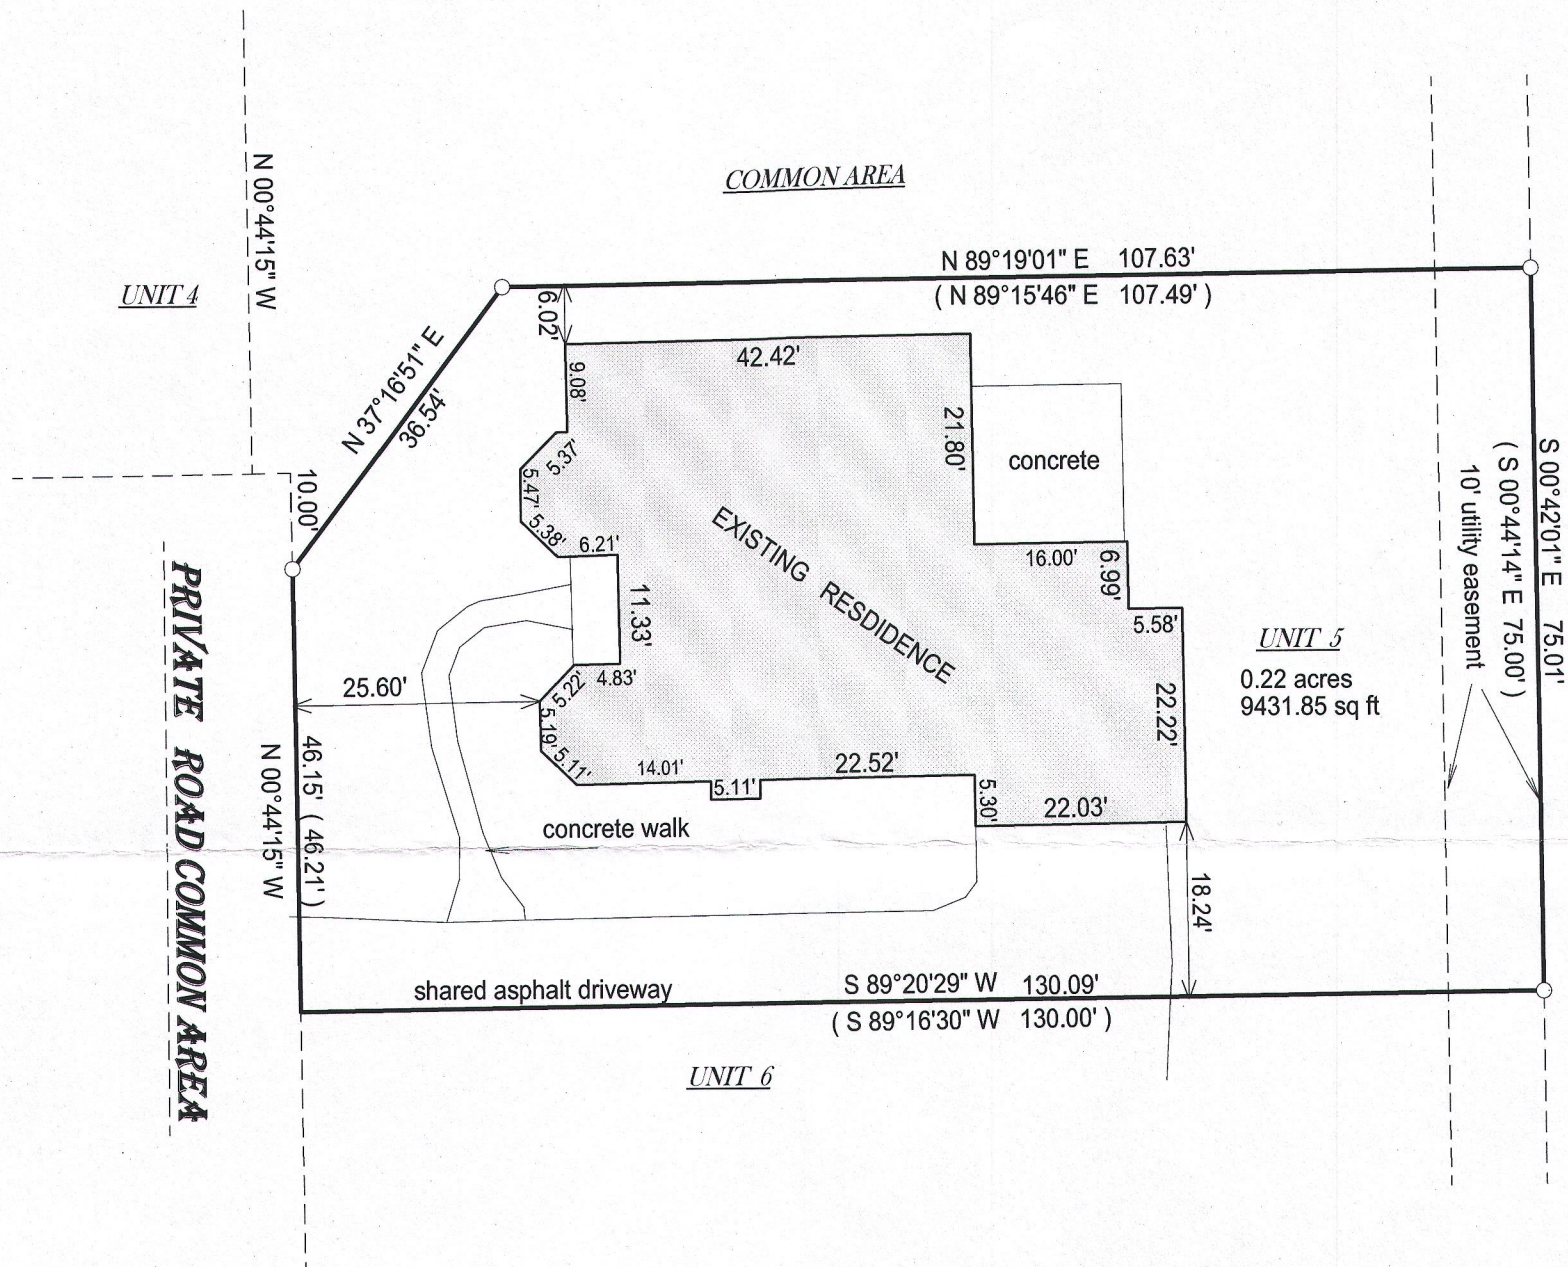 COMMON AREA
N 00°44'15" W
UNIT 4
N 89°19'01" E 107.63'
( N 89°15'46" E 107.49' )
6.02'
N 37°16'51" E
36.54'
42.42'
9.08'
5.37'
5.47'
5.38'
6.21'
21.80'
concrete
10.00'
EXISTING RESDIDENCE
16.00'
6.99'
5.58'
11.33'
4.83'
5.22'
5.19'
5.11'
25.60'
14.01'
5.11'
22.52'
5.30'
22.03'
22.22'
18.24'
UNIT 5
0.22 acres
9431.85 sq ft
10' utility easement
S 00°42'01" E 75.01'
( S 00°44'14" E 75.00' )
PRIVATE ROAD COMMON AREA
46.15' ( 46.21' )
N 00°44'15" W
concrete walk
shared asphalt driveway
S 89°20'29" W 130.09'
( S 89°16'30" W 130.00' )
UNIT 6